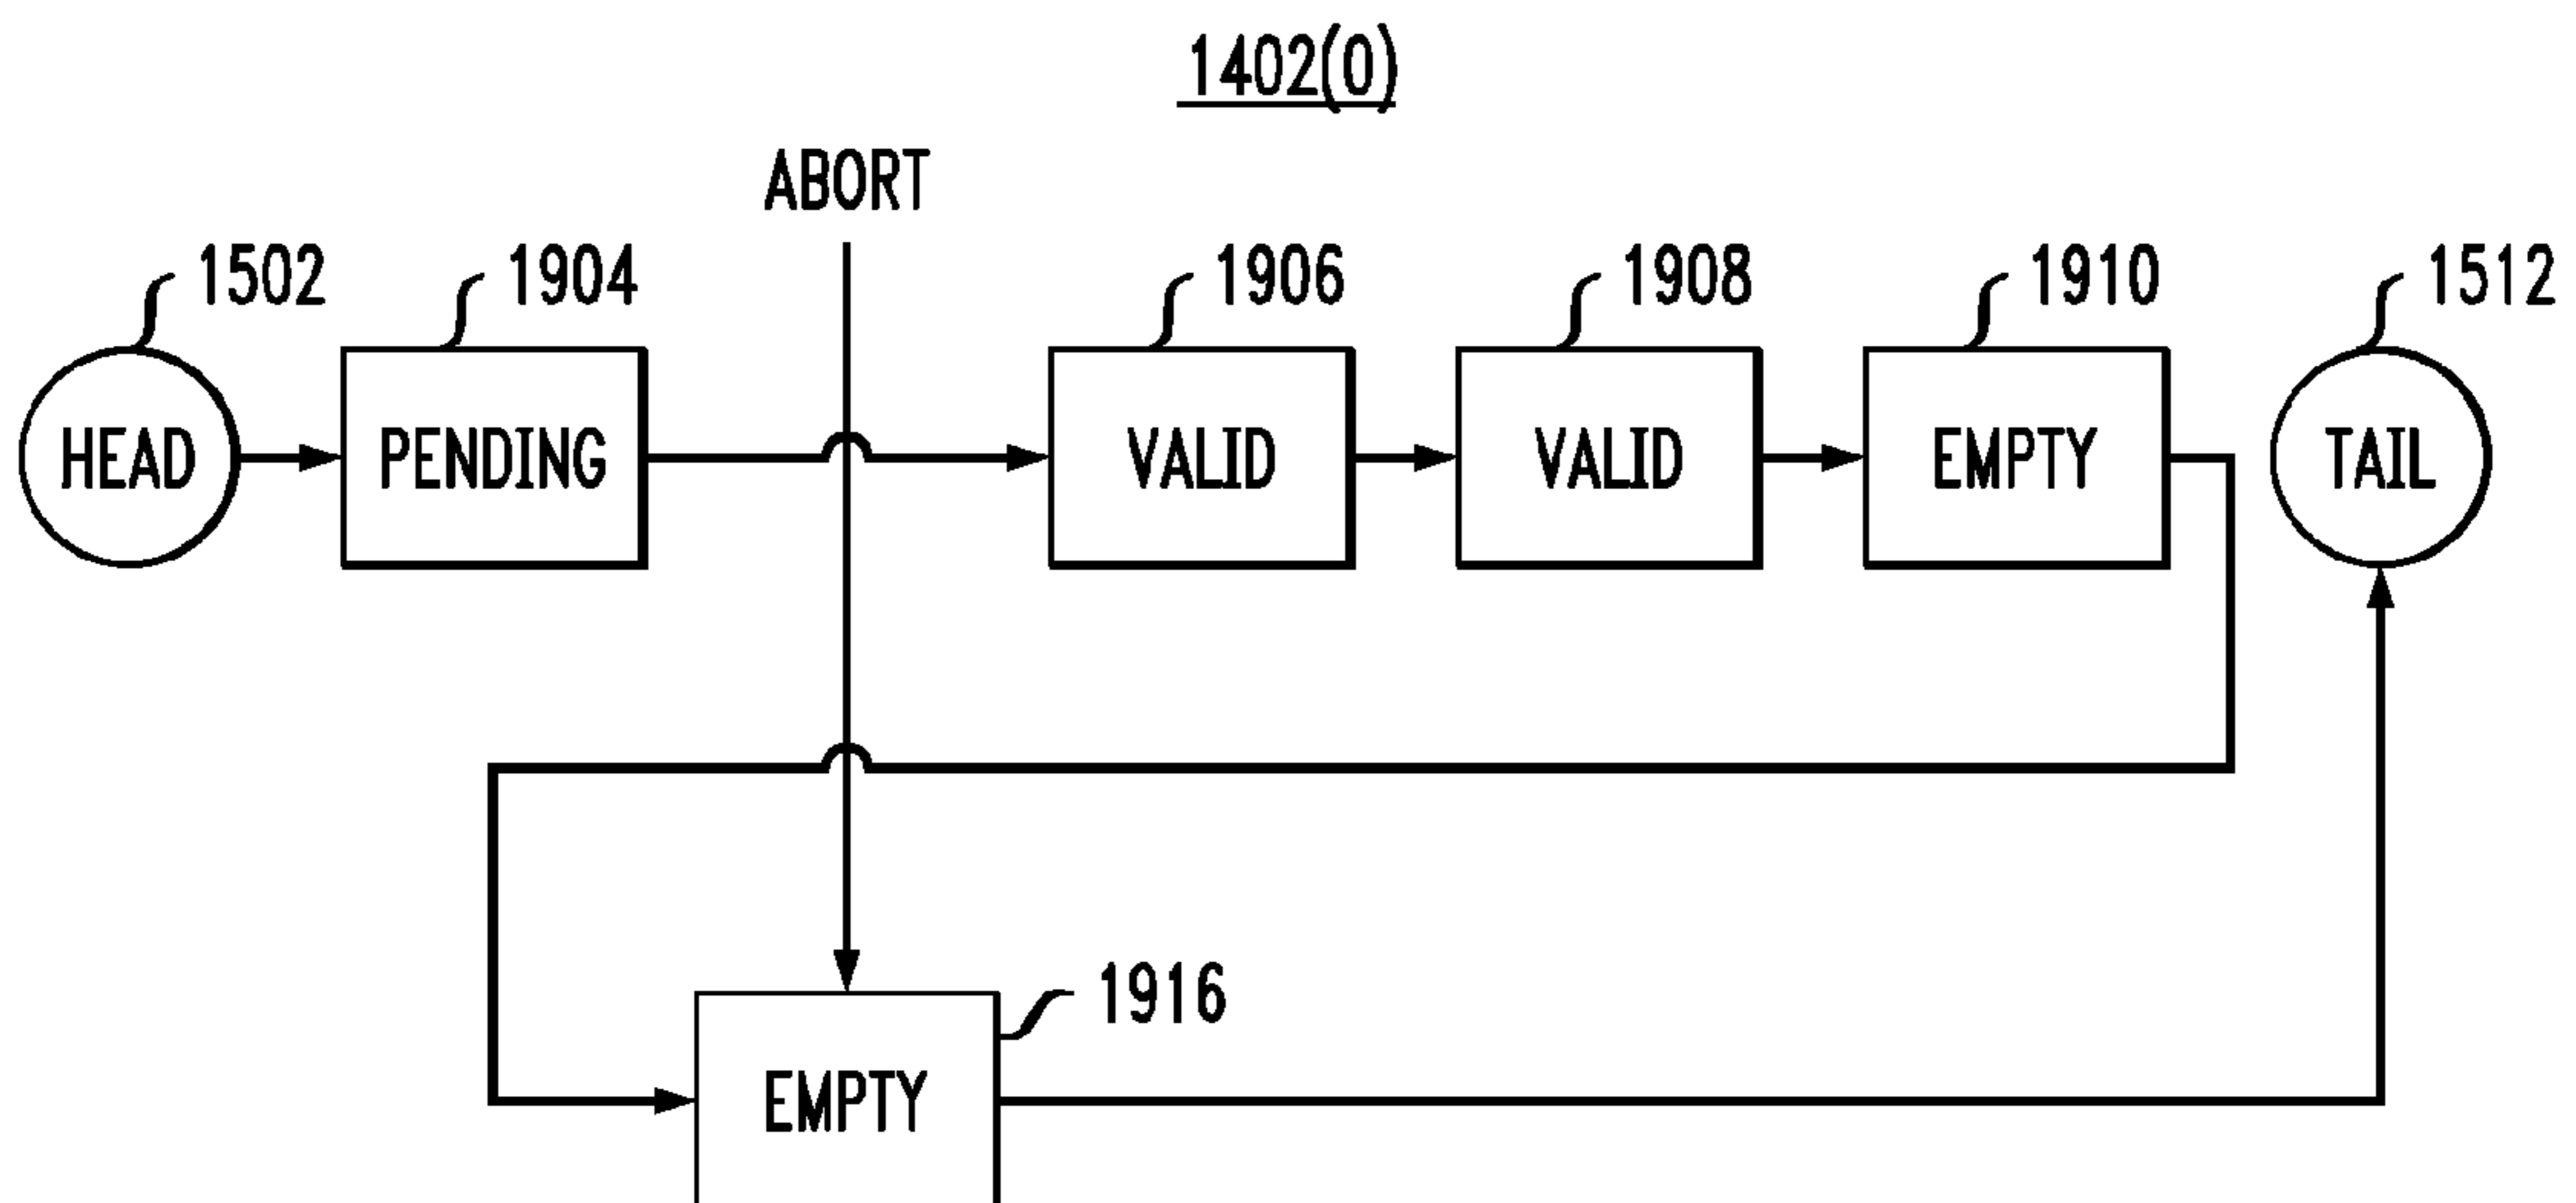 1402(0)
ABORT
1502 1904 1906 1908 1910 1512
HEAD PENDING VALID VALID EMPTY TAIL
1916
EMPTY